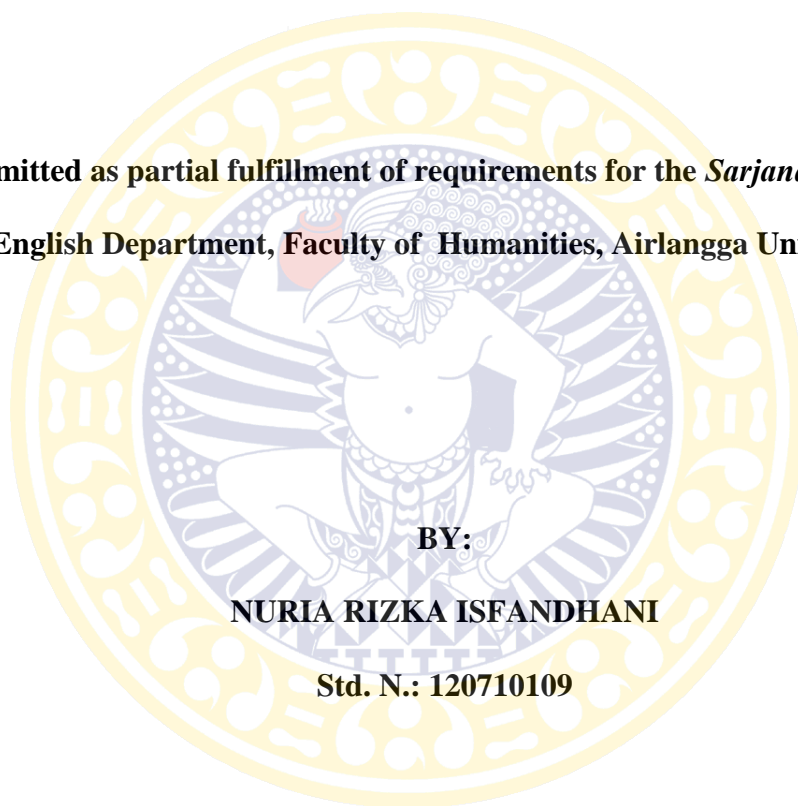 mitted as partial fulfillment of requirements for the Sarjana
English Department, Faculty of Humanities, Airlangga Un
BY:
NURIA RIZKA ISFANDHANI
Std. N.: 120710109